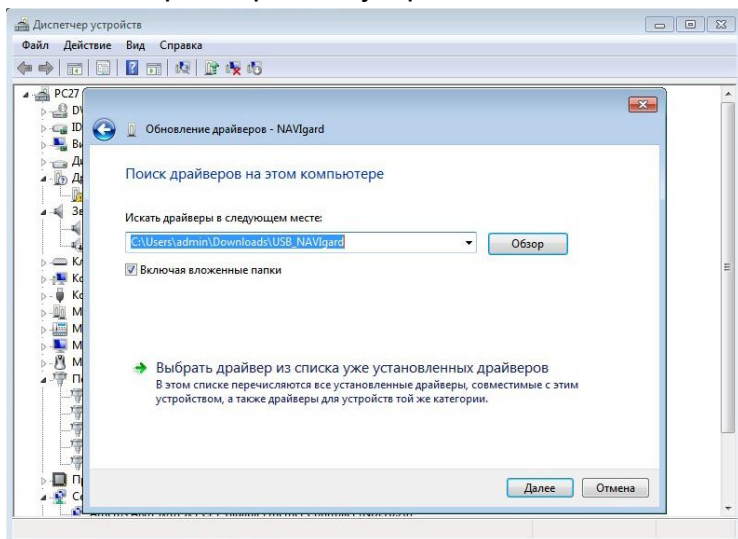 Диспетчер устройств
Файл Действие Вид Справка
PC27
Обновление драйверов - NAVIgard
Поиск драйверов на этом компьютере
Искать драйверы в следующем месте:
C:\Users\admin\Downloads\USB_NAVIgard
Обзор
Включая вложенные папки
Выбрать драйвер из списка уже установленных драйверов
В этом списке перечисляются все установленные драйверы, совместимые с этим
устройством, а также драйверы для устройств той же категории.
Далее Отмена